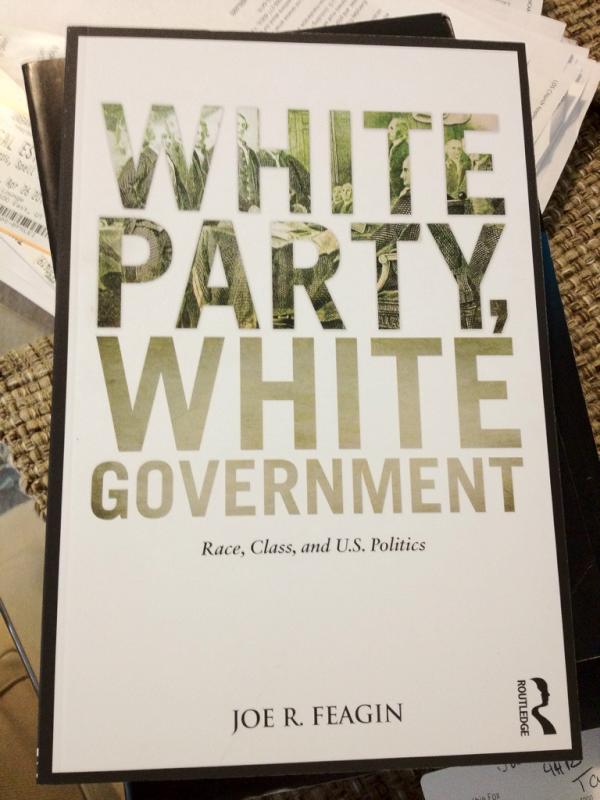 WHITE
PARTY,
WHITE
GOVERNMENT
Race, Class, and U.S. Politics
JOE R. FEAGIN
ROUTLEDGE